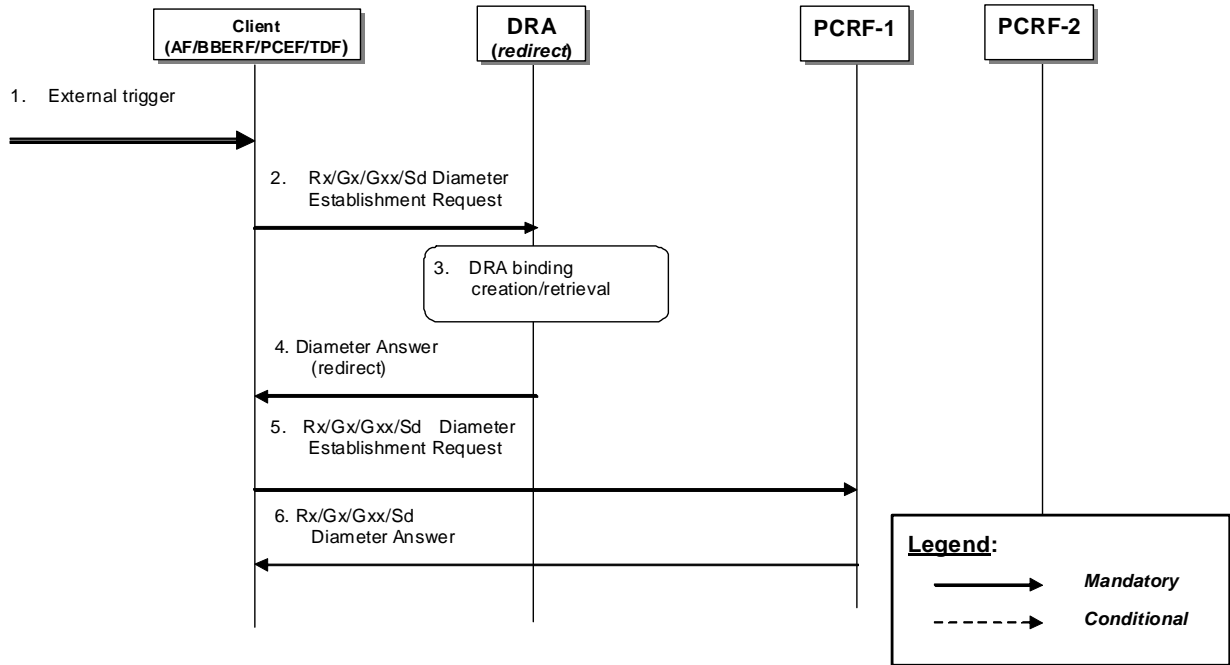 Client
(AF/BBERF/PCEF/TDF)
DRA
(redirect)
PCRF-1
PCRF-2
1. External trigger
2. Rx/Gx/Gxx/Sd Diameter
Establishment Request
3. DRA binding
creation/retrieval
4. Diameter Answer
(redirect)
5. Rx/Gx/Gxx/Sd Diameter
Establishment Request
6. Rx/Gx/Gxx/Sd
Diameter Answer
Legend:
Mandatory
Conditional